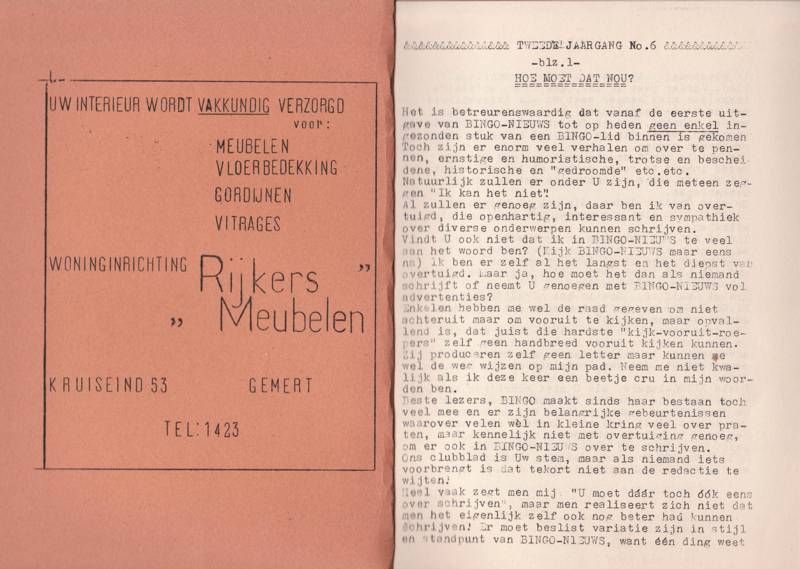 UW INTERIEUR WORDT VAKKUNDIG VERZORGD
VOOR:
MEUBELEN
VLOERBEDEKKING
GORDIJNEN
VITRAGES
WONINGINRICHTING
Rijkers "
" Meubelen
KRUISEIND 53 GEMERT
TEL: 1423
TWEEDE JAARGANG No.6
-blz.1-
HOE MOET DAT NOU?
Het is betreurenswaardig dat vanaf de eerste uit-
gave van BINGO-NIEUWS tot op heden geen enkel in-
gezonden stuk van een BINGO-lid binnen is gekomen
Toch zijn er enorm veel verhalen om over te pen-
nen, ernstige en humoristische, trotse en beschei-
dene, historische en "gedroomde" etc.etc.
Natuurlijk zullen er onder U zijn, die meteen zeg-
gen "Ik kan het niet"!
Al zullen er genoeg zijn, daar ben ik van over-
tuigd, die openhartig, interessant en sympathiek
over diverse onderwerpen kunnen schrijven.
Vindt U ook niet dat ik in BINGO-NIEUWS te veel
aan het woord ben? (Kijk BINGO-NIEUWS maar eens
na) Ik ben er zelf al het langst en het diepst van
overtuigd. Maar ja, hoe moet het dan als niemand
schrijft of neemt U genoegen met BINGO-NIEUWS vol
advertenties?
Enkelen hebben me wel de raad gegeven om niet
achteruit maar om vooruit te kijken, maar opval-
lend is, dat juist die hardste "kijk-vooruit-roe-
pers" zelf geen handbreed vooruit kijken kunnen.
Zij produceren zelf geen letter maar kunnen me
wel de weg wijzen op mijn pad. Neem me niet kwa-
lijk als ik deze keer een beetje cru in mijn woor-
den ben.
Beste lezers, BINGO maakt sinds haar bestaan toch
veel mee en er zijn belangrijke gebeurtenissen
waarover velen wèl in kleine kring veel over pra-
ten, maar kennelijk niet met overtuiging genoeg,
om er ook in BINGO-NIEUWS over te schrijven.
Ons clubblad is Uw stem, maar als niemand iets
voorbrengt is dat tekort niet aan de redactie te
wijten!
Heel vaak zegt men mij "U moet dáár toch óók eens
over schrijven", maar men realiseert zich niet dat
men het eigenlijk zelf ook nog beter had kunnen
schrijven! Er moet beslist variatie zijn in stijl
en standpunt van BINGO-NIEUWS, want één ding weet